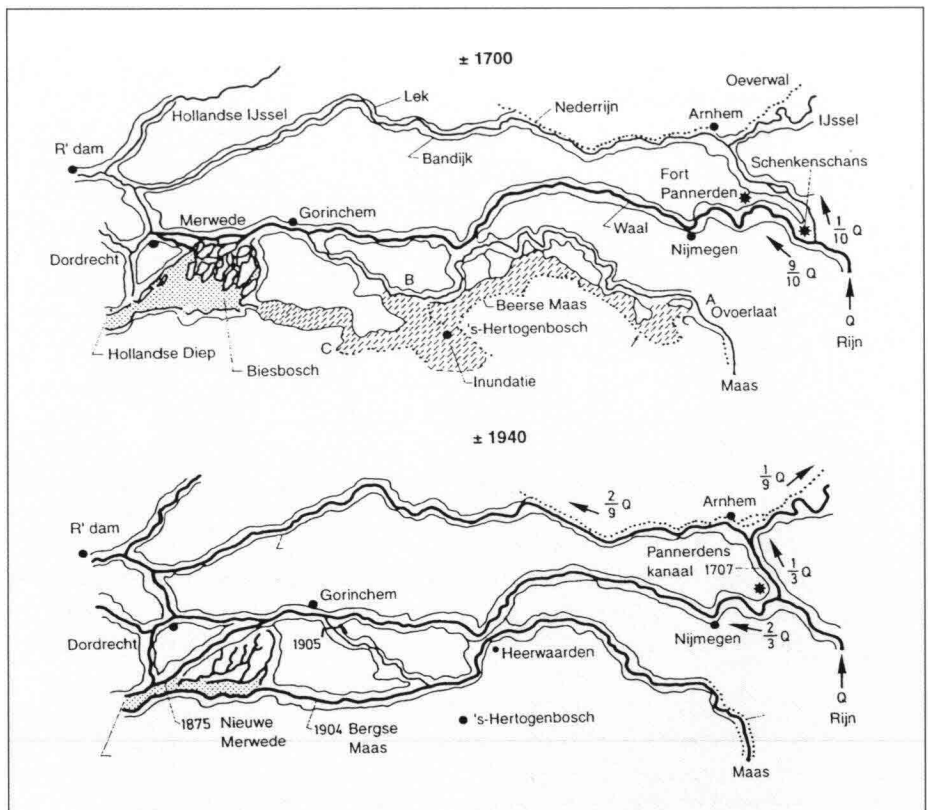 ± 1700
Oeverwal
Lek
Hollandse IJssel
Nederrijn
Arnhem
IJssel
R' dam
Bandijk
Schenkenschans
Fort
Pannerden
Merwede
Gorinchem
Waal
1/10 Q
Dordrecht
Nijmegen
9/10 Q
B
Beerse Maas
A
Ovoerlaat
's-Hertogenbosch
Q
C
Rijn
Hollandse Diep
Biesbosch
Inundatie
Maas
± 1940
2/9 Q
1/9 Q
Arnhem
R' dam
Pannerdens
kanaal 1707
1/3 Q
Gorinchem
Dordrecht
1905
Nijmegen
2/3 Q
Heerwaarden
Q
1875 Nieuwe
Merwede
1904 Bergse
Maas
's-Hertogenbosch
Rijn
Maas